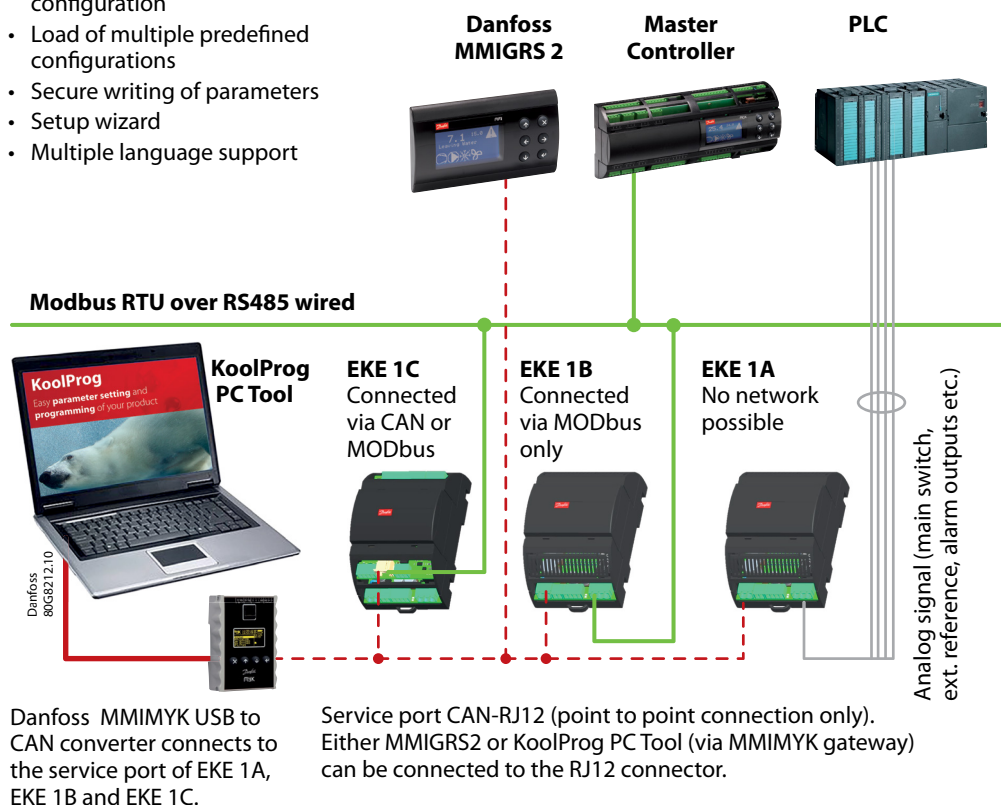 configuration
• Load of multiple predefined
configurations
• Secure writing of parameters
• Setup wizard
• Multiple language support
Danfoss
MMIGRS 2
Master
Controller
PLC
Modbus RTU over RS485 wired
KoolProg
Easy parameter setting and
programming of your product
KoolProg
PC Tool
EKE 1C
Connected
via CAN or
MODbus
EKE 1B
Connected
via MODbus
only
EKE 1A
No network
possible
Analog signal (main switch,
ext. reference, alarm outputs etc.)
Danfoss
80G8212.10
Danfoss MMIMYK USB to
CAN converter connects to
the service port of EKE 1A,
EKE 1B and EKE 1C.
Service port CAN-RJ12 (point to point connection only).
Either MMIGRS2 or KoolProg PC Tool (via MMIMYK gateway)
can be connected to the RJ12 connector.